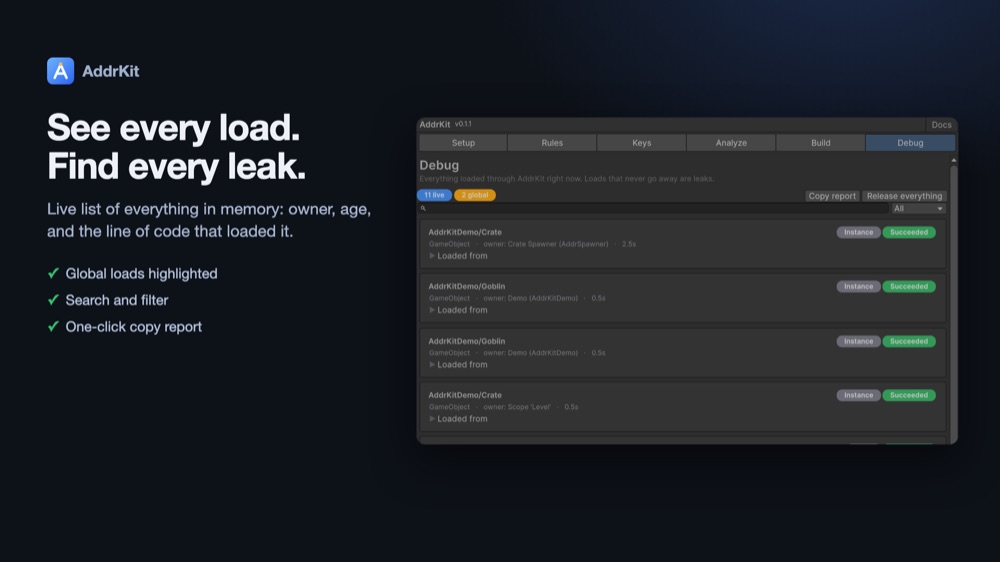 AddrKit
See every load.
Find every leak.
Live list of everything in memory: owner, age,
and the line of code that loaded it.
✓ Global loads highlighted
✓ Search and filter
✓ One-click copy report
AddrKit v0.1.1 Docs
Setup Rules Keys Analyze Build Debug
Debug
Everything loaded through AddrKit right now. Loads that never go away are leaks.
11 live 2 global Copy report Release everything
All
AddrKitDemo/Crate Instance Succeeded
GameObject · owner: Crate Spawner (AddrSpawner) · 2.5s
Loaded from
AddrKitDemo/Goblin Instance Succeeded
GameObject · owner: Demo (AddrKitDemo) · 0.5s
Loaded from
AddrKitDemo/Goblin Instance Succeeded
GameObject · owner: Demo (AddrKitDemo) · 0.5s
Loaded from
AddrKitDemo/Crate Instance Succeeded
GameObject · owner: Scope 'Level' · 0.5s
Loaded from